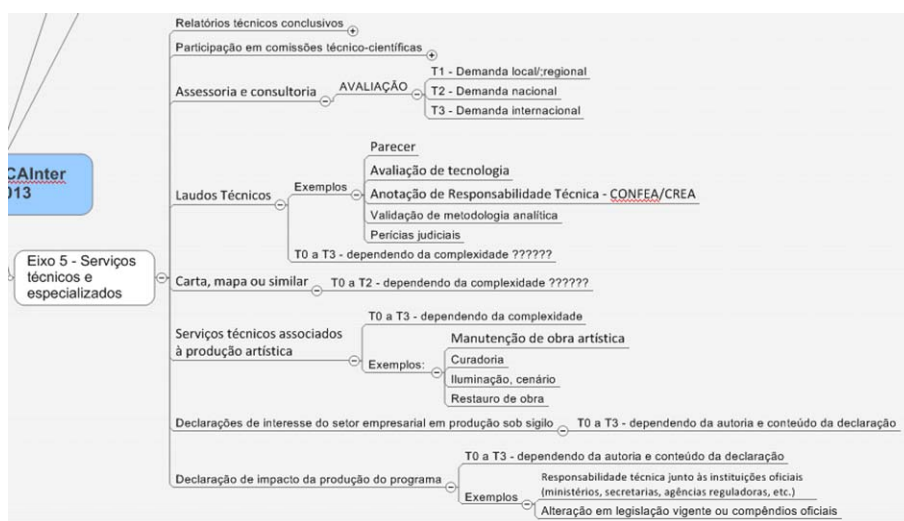 Relatórios técnicos conclusivos
Participação em comissões técnico-científicas
Assessoria e consultoria
AVALIAÇÃO
T1 - Demanda local/;regional
T2 - Demanda nacional
T3 - Demanda internacional
CAInter
013
Laudos Técnicos
Exemplos
Parecer
Avaliação de tecnologia
Anotação de Responsabilidade Técnica - CONFEA/CREA
Validação de metodologia analítica
Perícias judiciais
T0 a T3 - dependendo da complexidade ??????
Eixo 5 - Serviços
técnicos e
especializados
Carta, mapa ou similar
T0 a T2 - dependendo da complexidade ??????
Serviços técnicos associados
à produção artística
T0 a T3 - dependendo da complexidade
Exemplos:
Manutenção de obra artística
Curadoria
Iluminação, cenário
Restauro de obra
Declarações de interesse do setor empresarial em produção sob sigilo
T0 a T3 - dependendo da autoria e conteúdo da declaração
Declaração de impacto da produção do programa
T0 a T3 - dependendo da autoria e conteúdo da declaração
Exemplos
Responsabilidade técnica junto às instituições oficiais
(ministérios, secretarias, agências reguladoras, etc.)
Alteração em legislação vigente ou compêndios oficiais